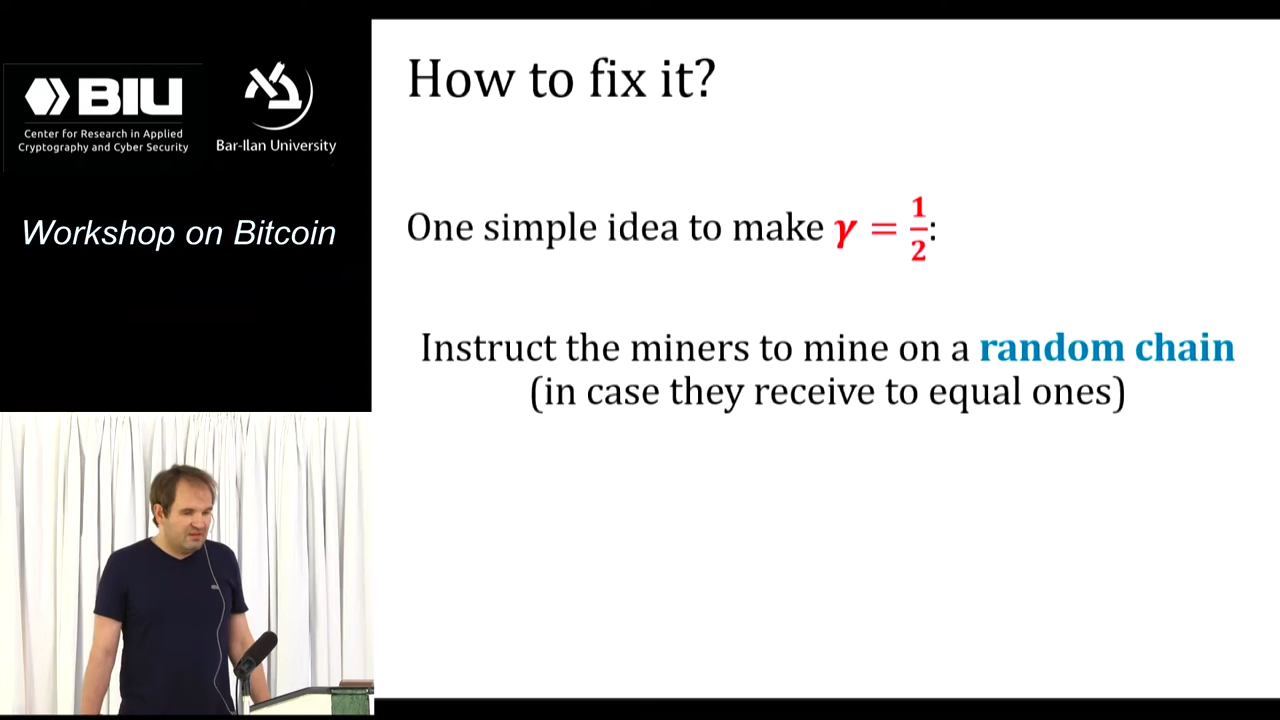 BIU
Center for Research in Applied
Cryptography and Cyber Security
Bar-Ilan University
Workshop on Bitcoin
How to fix it?
One simple idea to make γ = 1/2:
Instruct the miners to mine on a random chain
(in case they receive to equal ones)